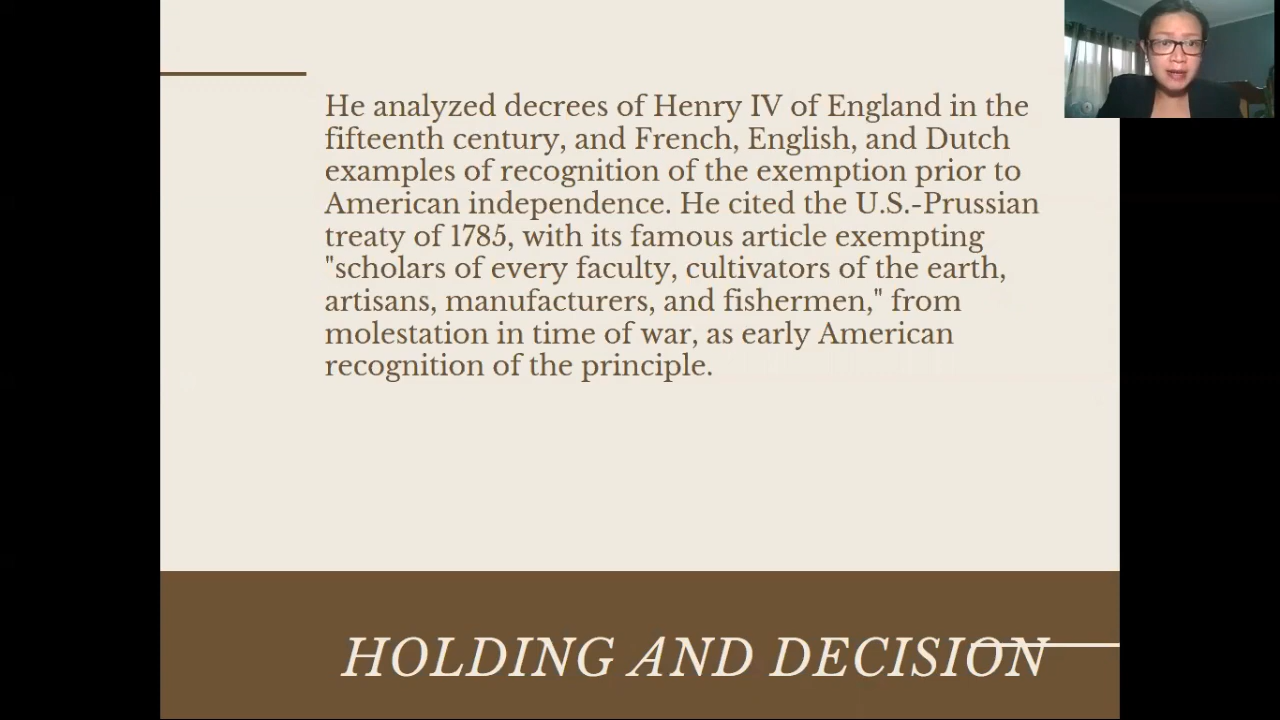 He analyzed decrees of Henry IV of England in the
fifteenth century, and French, English, and Dutch
examples of recognition of the exemption prior to
American independence. He cited the U.S.-Prussian
treaty of 1785, with its famous article exempting
"scholars of every faculty, cultivators of the earth,
artisans, manufacturers, and fishermen," from
molestation in time of war, as early American
recognition of the principle.
HOLDING AND DECISION